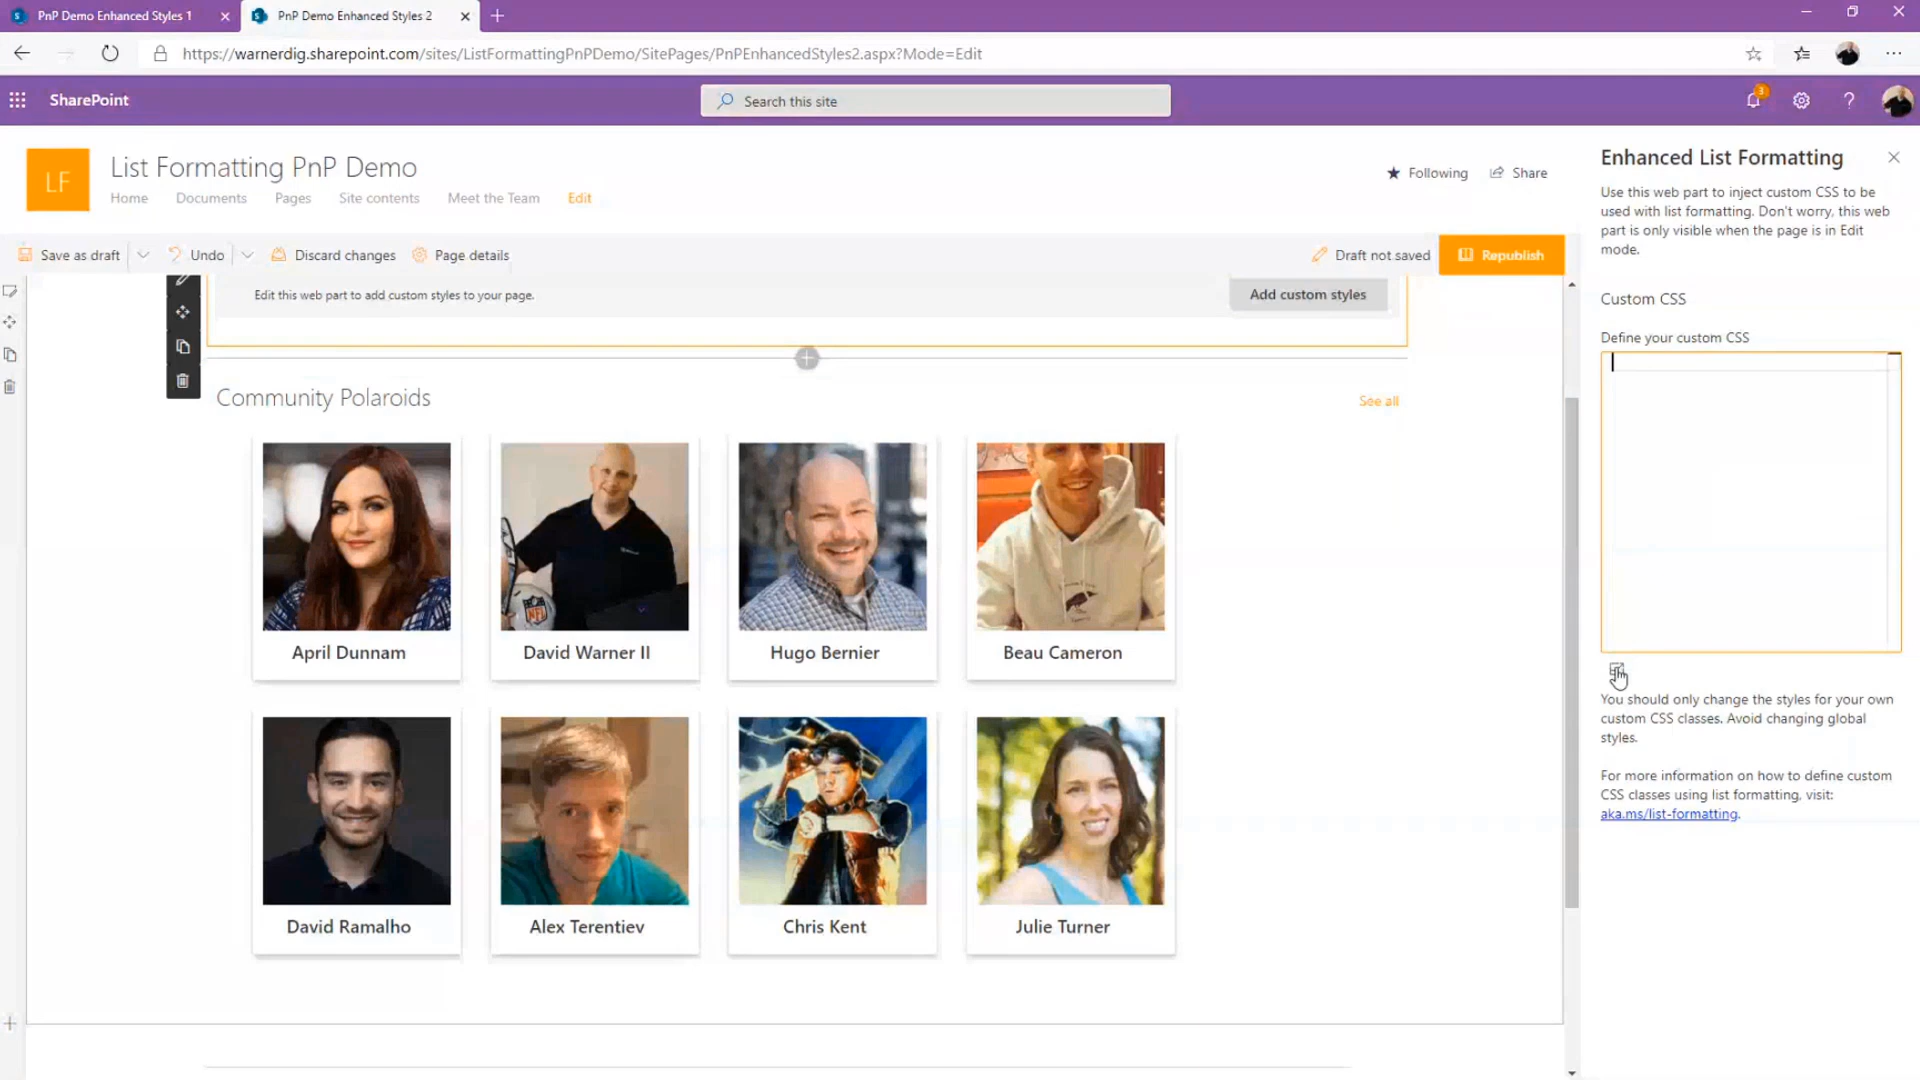 PnP Demo Enhanced Styles 1
PnP Demo Enhanced Styles 2
https://warnerdig.sharepoint.com/sites/ListFormattingPnPDemo/SitePages/PnPEnhancedStyles2.aspx?Mode=Edit
SharePoint
Search this site
3
LF
List Formatting PnP Demo
Following
Share
Home
Documents
Pages
Site contents
Meet the Team
Edit
Save as draft
Undo
Discard changes
Page details
Draft not saved
Republish
Edit this web part to add custom styles to your page.
Add custom styles
Community Polaroids
See all
April Dunnam
David Warner II
Hugo Bernier
Beau Cameron
NFL
David Ramalho
Alex Terentiev
Chris Kent
Julie Turner
Enhanced List Formatting
Use this web part to inject custom CSS to be
used with list formatting. Don't worry, this web
part is only visible when the page is in Edit
mode.
Custom CSS
Define your custom CSS
You should only change the styles for your own
custom CSS classes. Avoid changing global
styles.
For more information on how to define custom
CSS classes using list formatting, visit:
aka.ms/list-formatting.